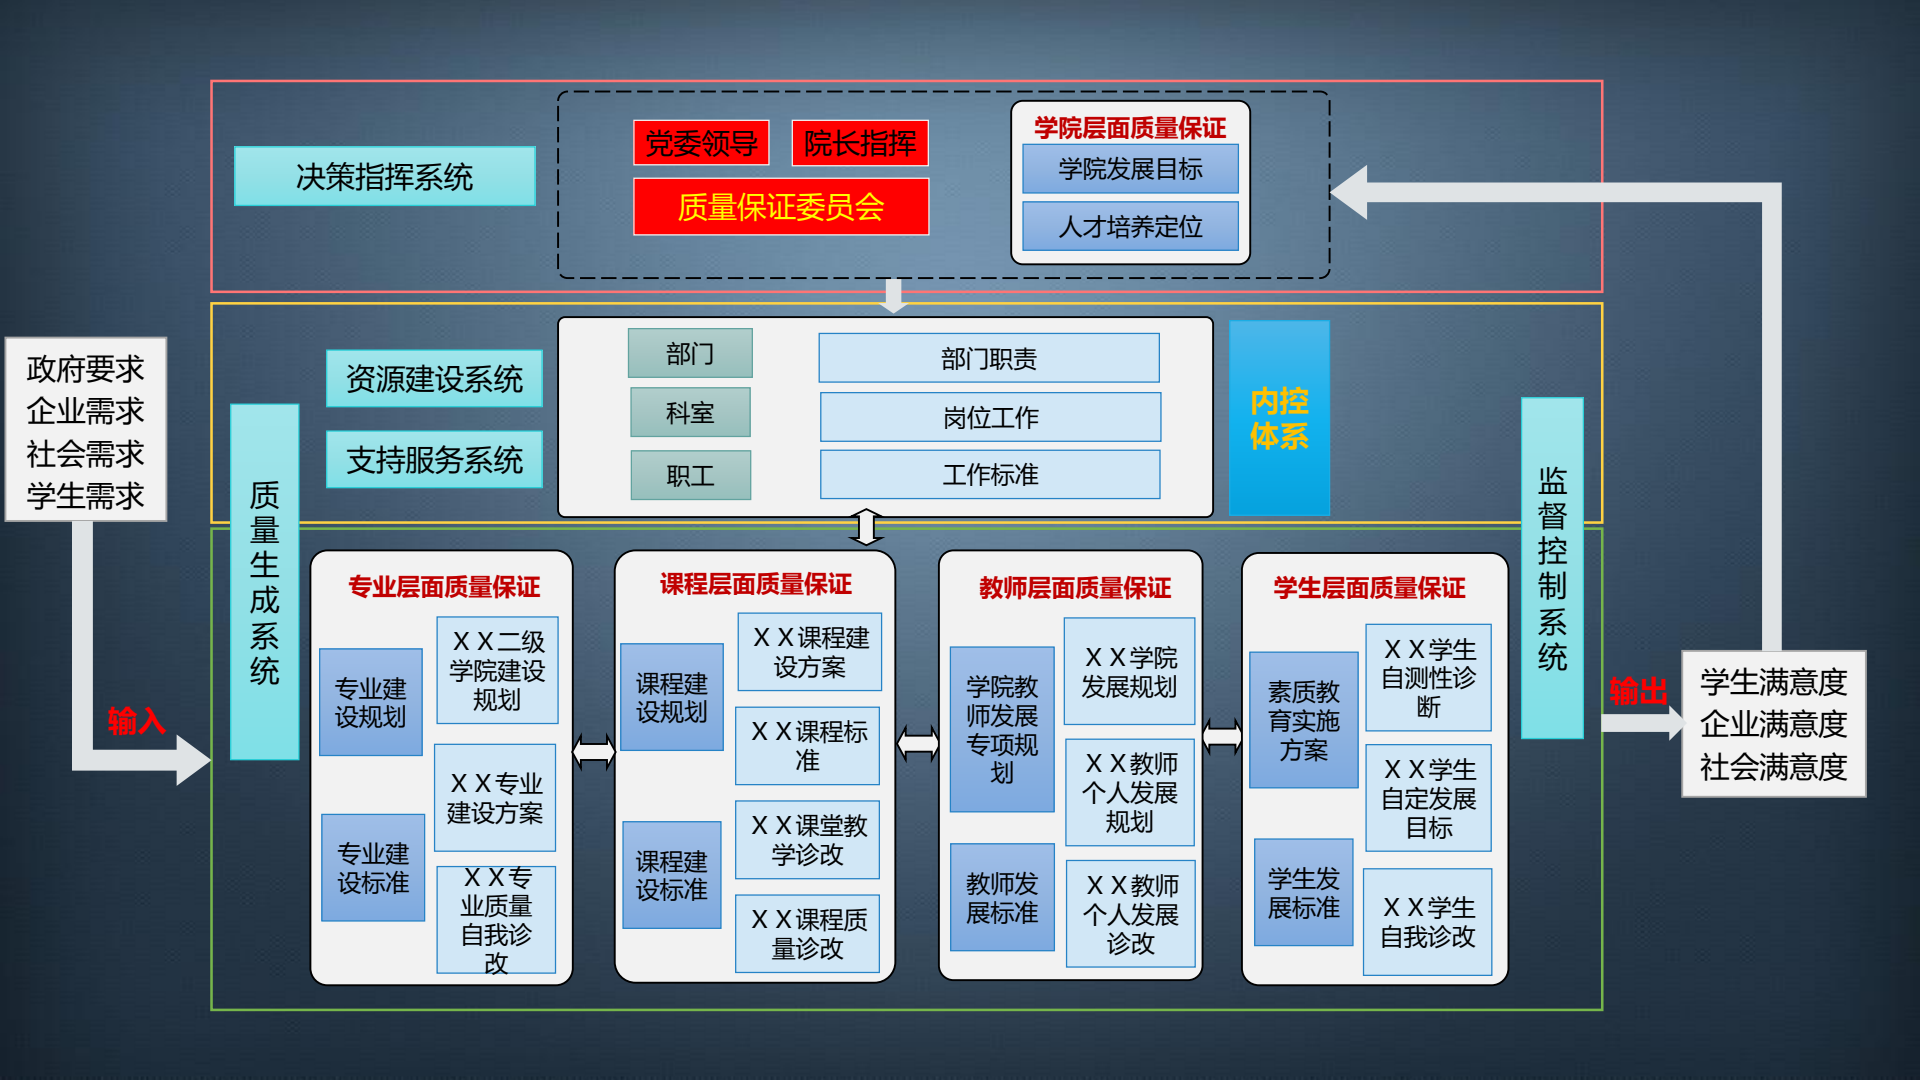 决策指挥系统
党委领导
院长指挥
质量保证委员会
学院层面质量保证
学院发展目标
人才培养定位
政府要求
企业需求
社会需求
学生需求
输入
质量生成系统
资源建设系统
支持服务系统
部门
科室
职工
部门职责
岗位工作
工作标准
内控
体系
监督控制系统
专业层面质量保证
专业建
设规划
专业建
设标准
ＸＸ二级
学院建设
规划
ＸＸ专业
建设方案
ＸＸ专
业质量
自我诊
改
课程层面质量保证
课程建
设规划
课程建
设标准
ＸＸ课程建
设方案
ＸＸ课程标
准
ＸＸ课堂教
学诊改
ＸＸ课程质
量诊改
教师层面质量保证
学院教
师发展
专项规
划
教师发
展标准
ＸＸ学院
发展规划
ＸＸ教师
个人发展
规划
ＸＸ教师
个人发展
诊改
学生层面质量保证
素质教
育实施
方案
学生发
展标准
ＸＸ学生
自测性诊
断
ＸＸ学生
自定发展
目标
ＸＸ学生
自我诊改
输出
学生满意度
企业满意度
社会满意度